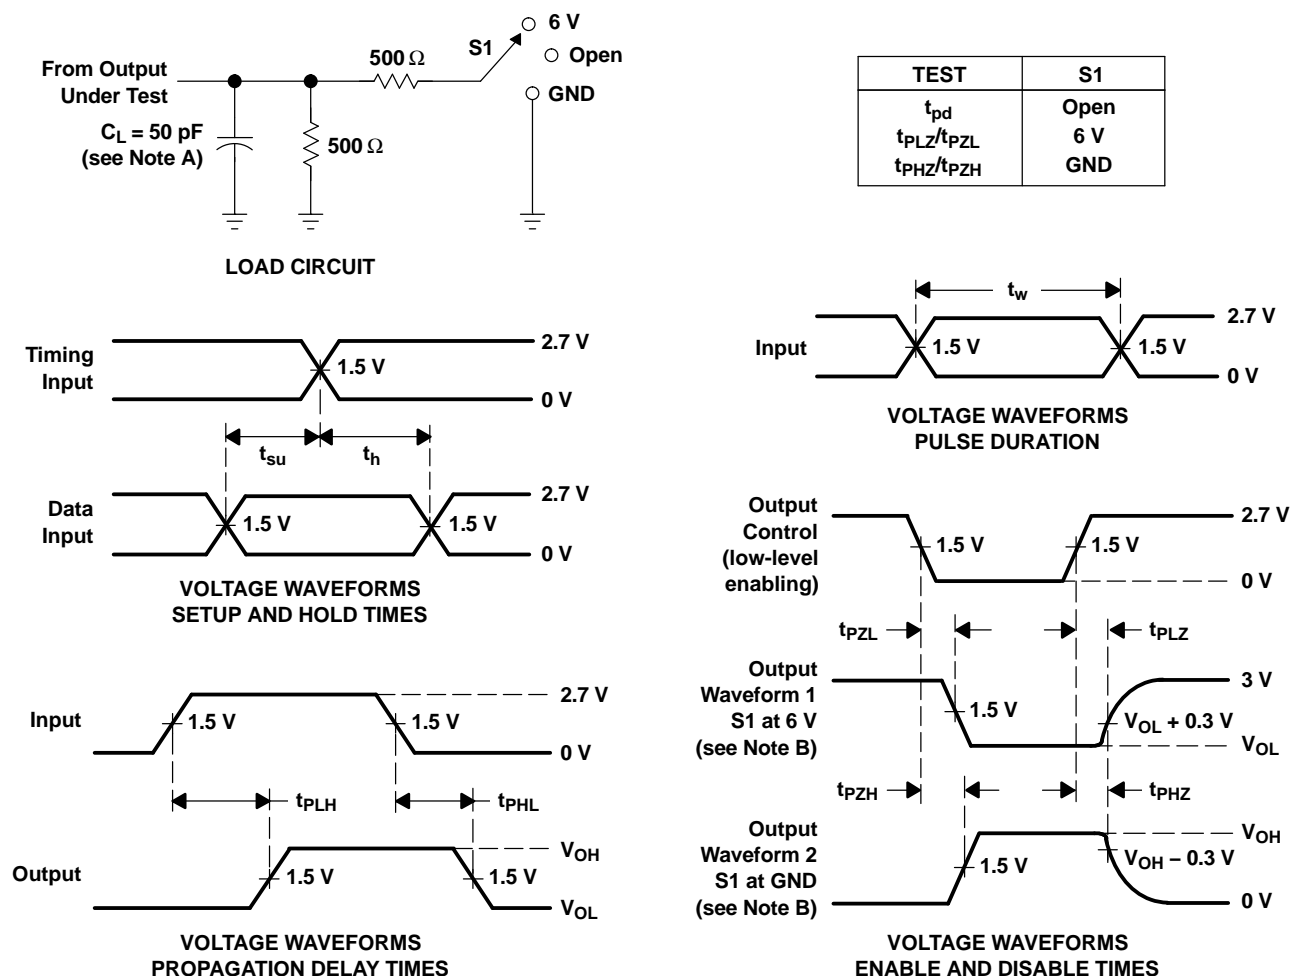 6 V
S1
Open
500 Ω
From Output
Under Test
GND
C_L = 50 pF
(see Note A)
500 Ω
LOAD CIRCUIT
TEST S1
t_pd Open
t_PLZ/t_PZL 6 V
t_PHZ/t_PZH GND
t_w
Input
1.5 V
1.5 V
2.7 V
0 V
VOLTAGE WAVEFORMS
PULSE DURATION
Timing
Input
1.5 V
2.7 V
0 V
t_su
t_h
Data
Input
1.5 V
1.5 V
2.7 V
0 V
VOLTAGE WAVEFORMS
SETUP AND HOLD TIMES
Input
1.5 V
1.5 V
2.7 V
0 V
t_PLH
t_PHL
Output
1.5 V
1.5 V
V_OH
V_OL
VOLTAGE WAVEFORMS
PROPAGATION DELAY TIMES
Output
Control
(low-level
enabling)
1.5 V
1.5 V
2.7 V
0 V
t_PZL
t_PLZ
Output
Waveform 1
S1 at 6 V
(see Note B)
1.5 V
3 V
V_OL + 0.3 V
V_OL
t_PZH
t_PHZ
Output
Waveform 2
S1 at GND
(see Note B)
1.5 V
V_OH
V_OH − 0.3 V
0 V
VOLTAGE WAVEFORMS
ENABLE AND DISABLE TIMES